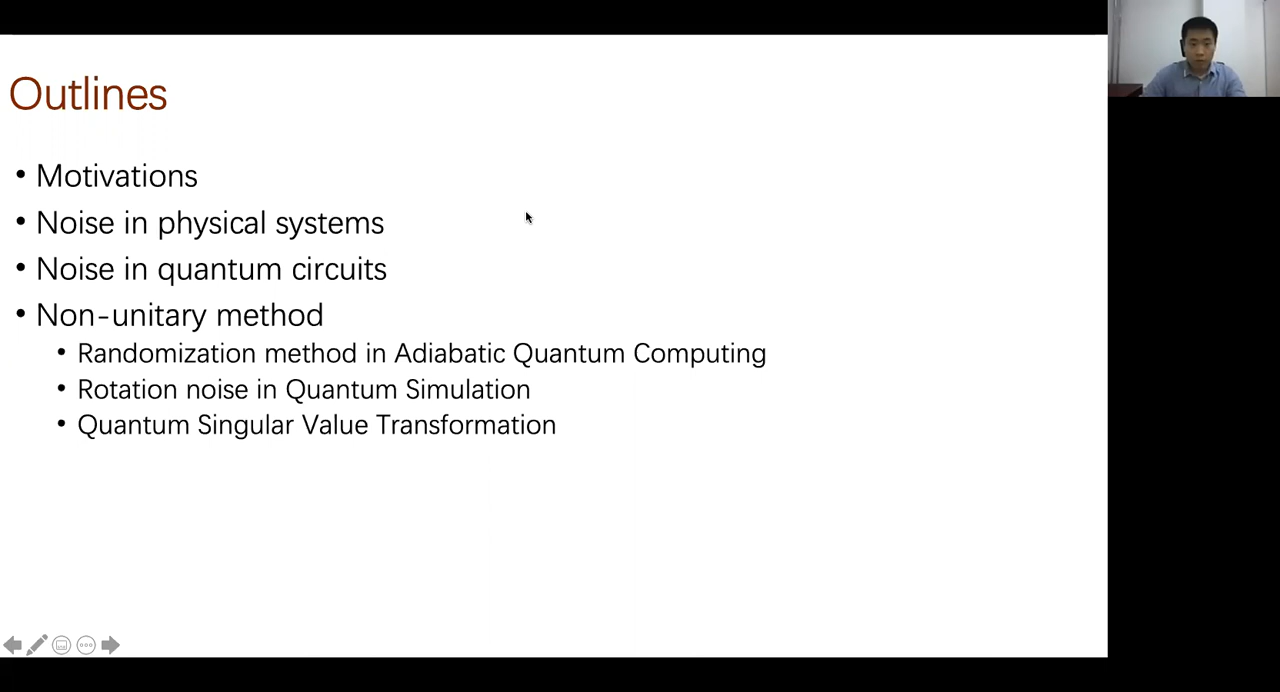 Outlines
• Motivations
• Noise in physical systems
• Noise in quantum circuits
• Non-unitary method
• Randomization method in Adiabatic Quantum Computing
• Rotation noise in Quantum Simulation
• Quantum Singular Value Transformation